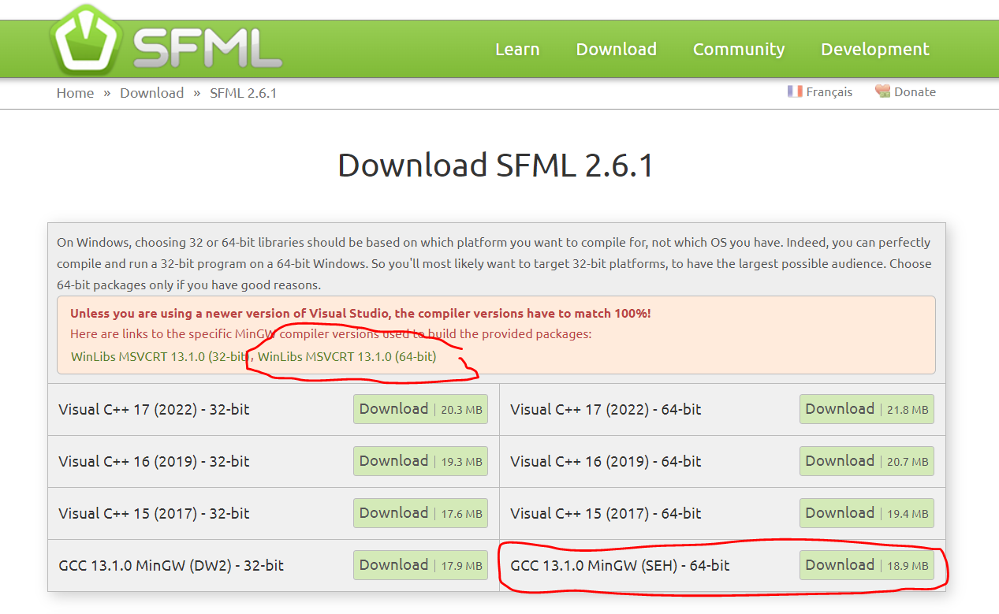 SFML
Learn Download Community Development
Home » Download » SFML 2.6.1
Français Donate
Download SFML 2.6.1
On Windows, choosing 32 or 64-bit libraries should be based on which platform you want to compile for, not which OS you have. Indeed, you can perfectly
compile and run a 32-bit program on a 64-bit Windows. So you'll most likely want to target 32-bit platforms, to have the largest possible audience. Choose
64-bit packages only if you have good reasons.
Unless you are using a newer version of Visual Studio, the compiler versions have to match 100%!
Here are links to the specific MinGW compiler versions used to build the provided packages:
WinLibs MSVCRT 13.1.0 (32-bit), WinLibs MSVCRT 13.1.0 (64-bit)
Visual C++ 17 (2022) - 32-bit Download | 20.3 MB Visual C++ 17 (2022) - 64-bit Download | 21.8 MB
Visual C++ 16 (2019) - 32-bit Download | 19.3 MB Visual C++ 16 (2019) - 64-bit Download | 20.7 MB
Visual C++ 15 (2017) - 32-bit Download | 17.6 MB Visual C++ 15 (2017) - 64-bit Download | 19.4 MB
GCC 13.1.0 MinGW (DW2) - 32-bit Download | 17.9 MB GCC 13.1.0 MinGW (SEH) - 64-bit Download | 18.9 MB